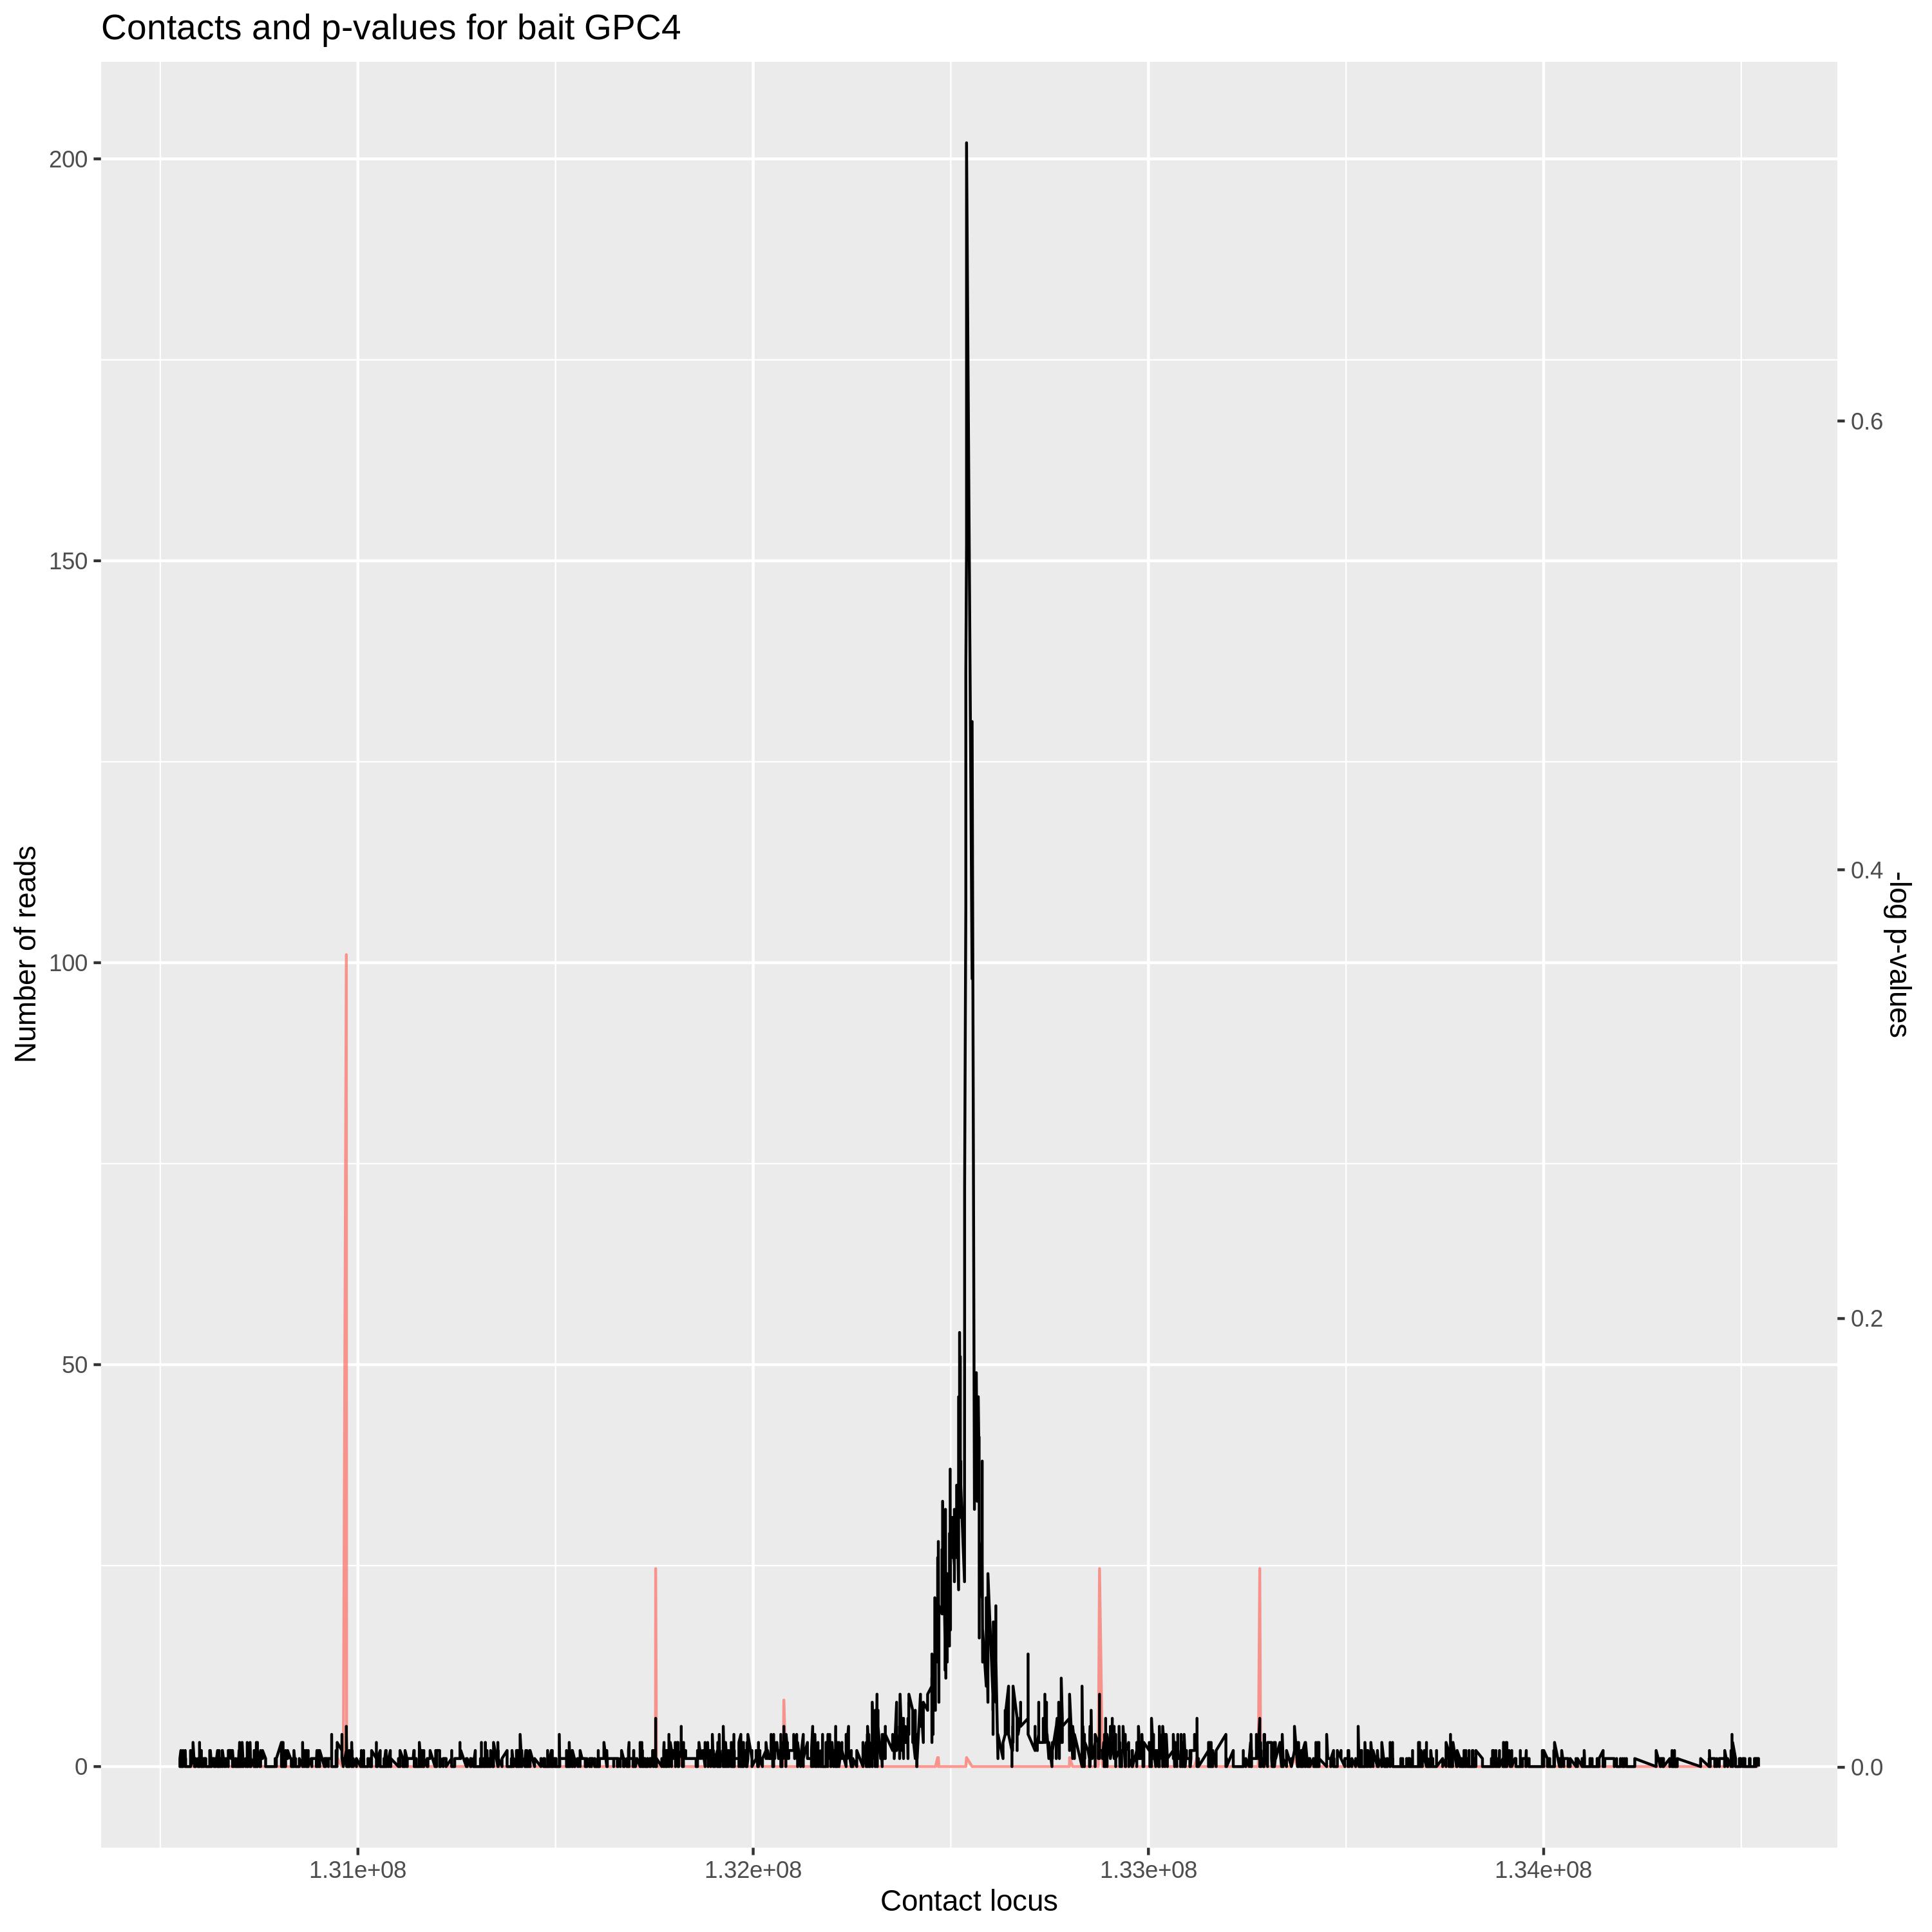 Contacts and p-values for bait GPC4
200
150
100
50
0
Number of reads
0.6
0.4
0.2
0.0
-log p-values
1.31e+08
1.32e+08
1.33e+08
1.34e+08
Contact locus